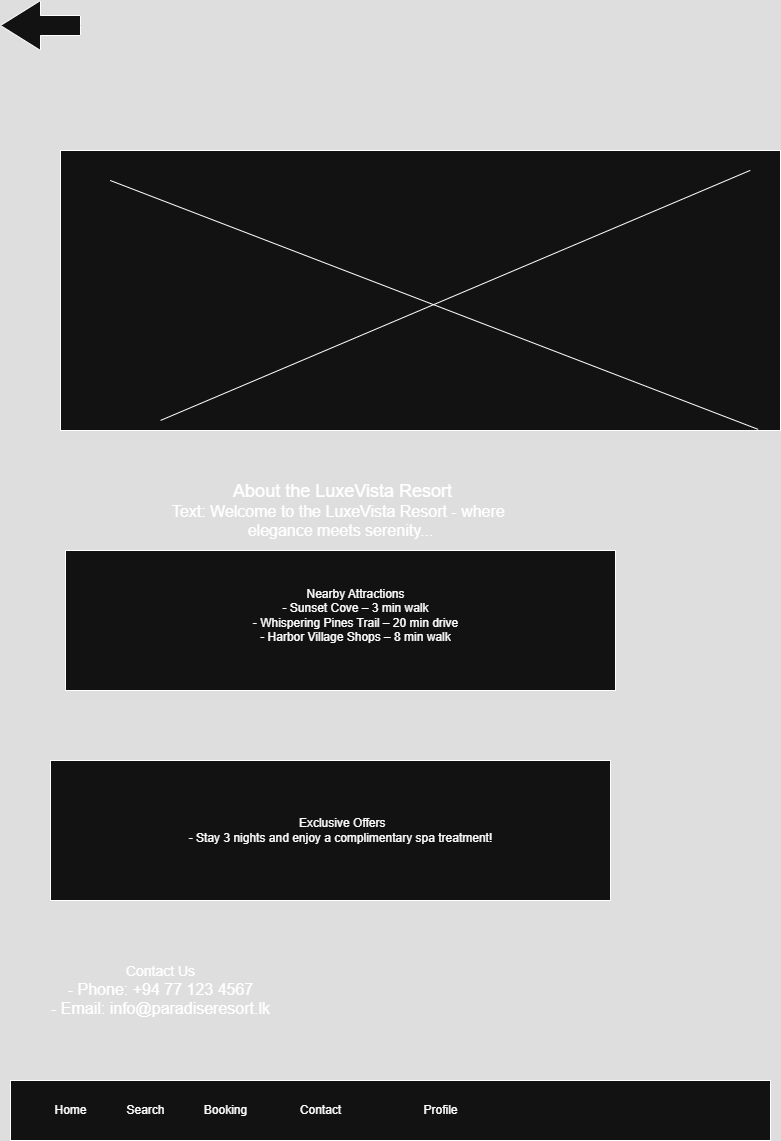 About the LuxeVista Resort
Text: Welcome to the LuxeVista Resort - where
elegance meets serenity...
Nearby Attractions
- Sunset Cove – 3 min walk
- Whispering Pines Trail – 20 min drive
- Harbor Village Shops – 8 min walk
Exclusive Offers
- Stay 3 nights and enjoy a complimentary spa treatment!
Contact Us
- Phone: +94 77 123 4567
- Email: info@paradiseresort.lk
Home Search Booking Contact Profile